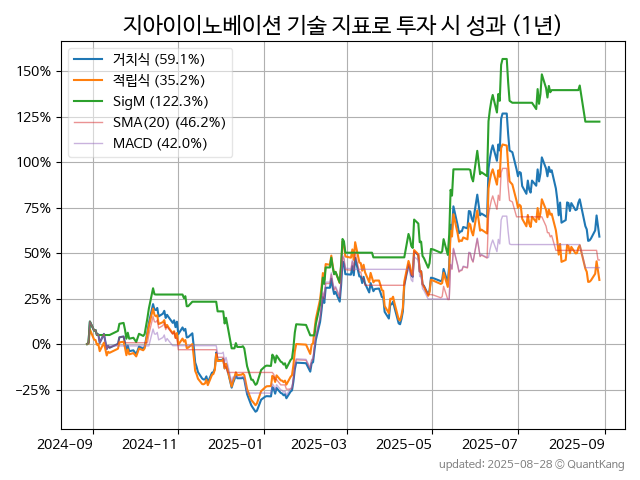 지아이이노베이션 기술 지표로 투자 시 성과 (1년)
거치식 (59.1%)
적립식 (35.2%)
SigM (122.3%)
SMA(20) (46.2%)
MACD (42.0%)
150%
125%
100%
75%
50%
25%
0%
−25%
2024-09 2024-11 2025-01 2025-03 2025-05 2025-07 2025-09
updated: 2025-08-28 © QuantKang